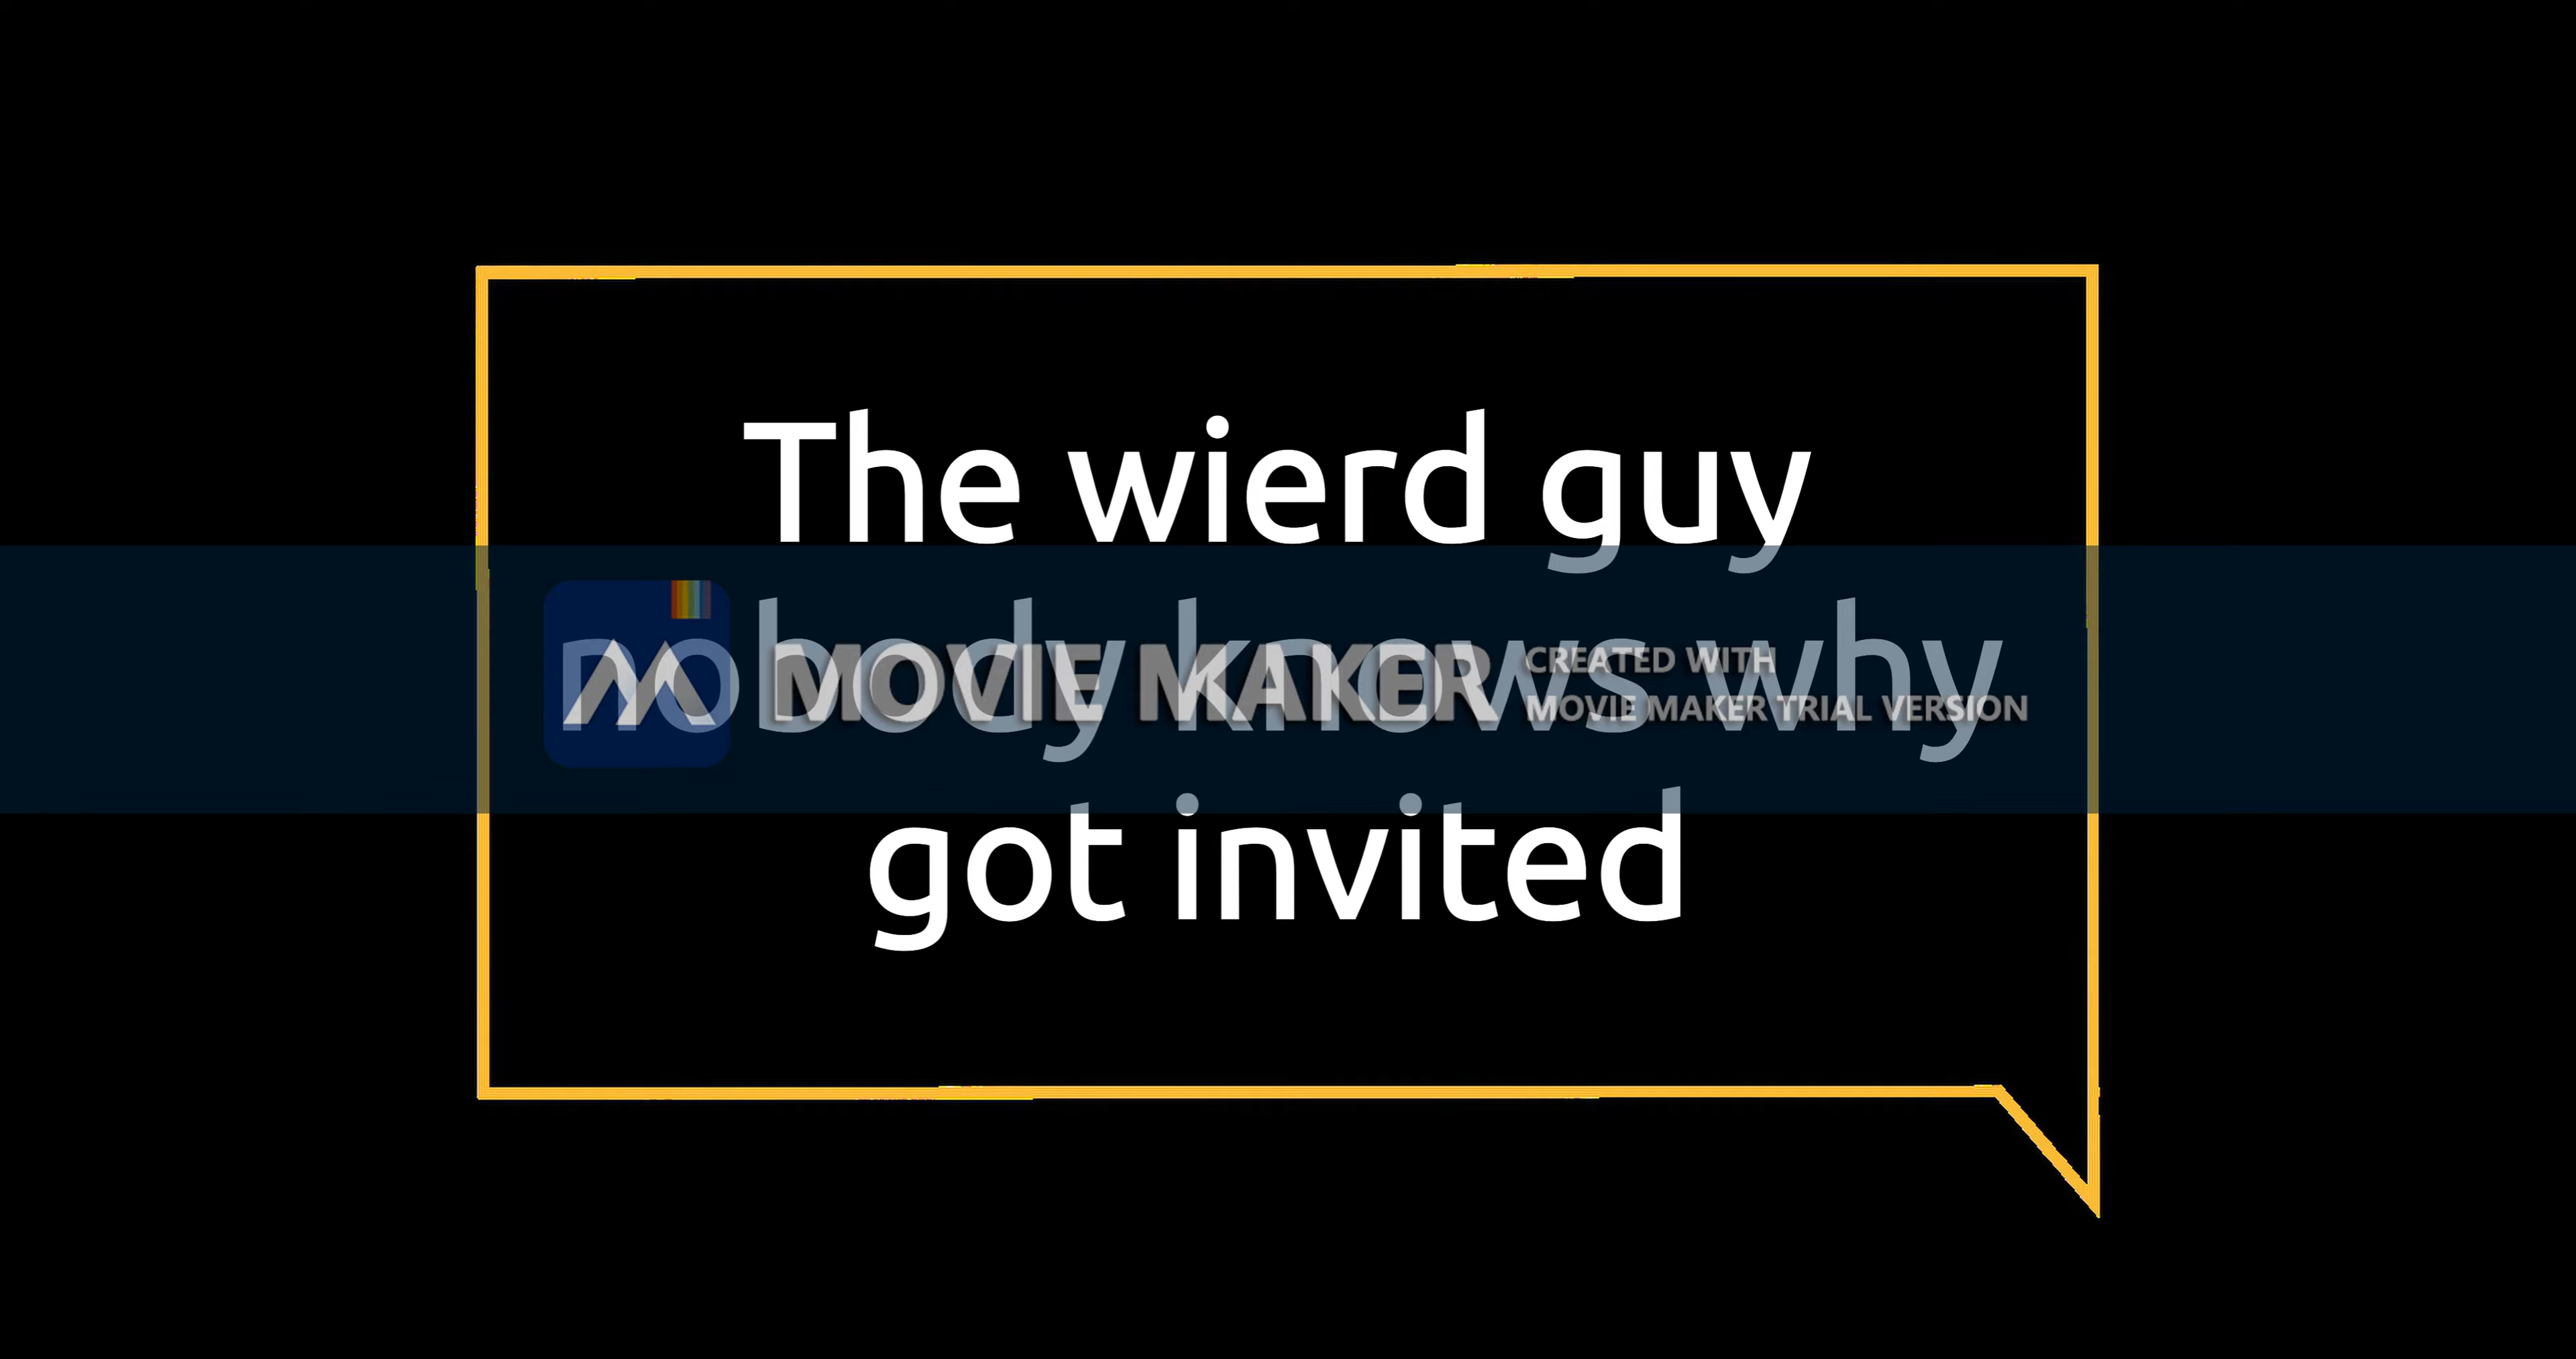 The wierd guy
nobody knows why
MOVIE MAKER
CREATED WITH
MOVIE MAKER TRIAL VERSION
got invited